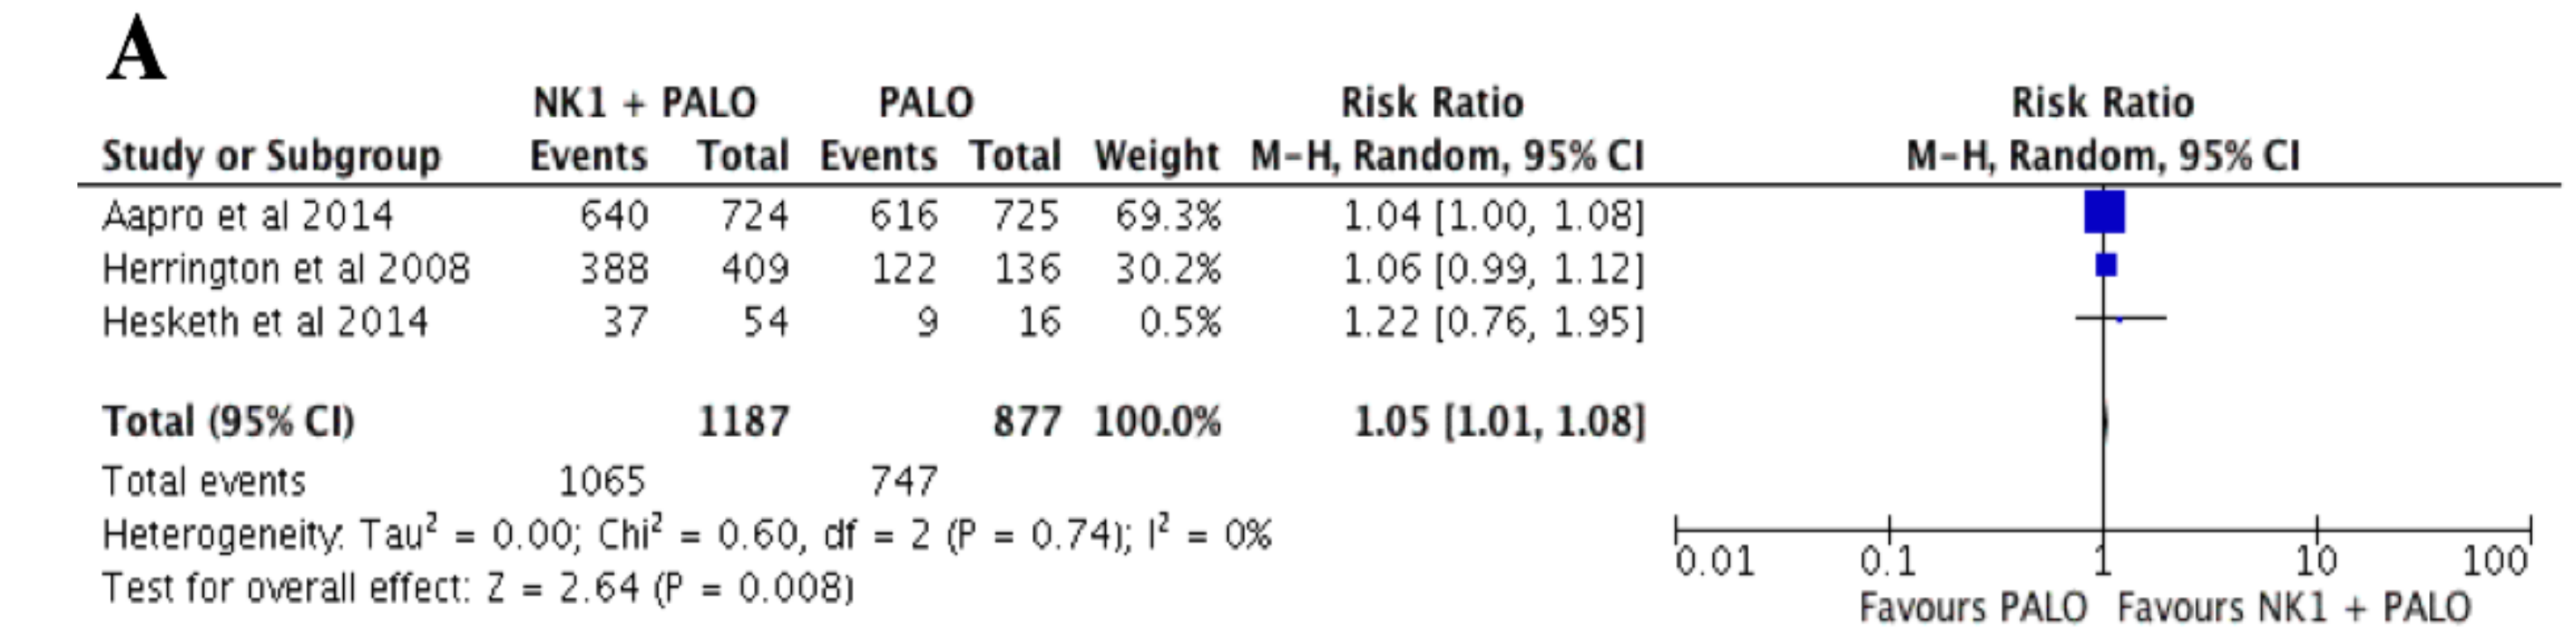 A
NK1 + PALO PALO Risk Ratio Risk Ratio
Study or Subgroup Events Total Events Total Weight M-H, Random, 95% CI M-H, Random, 95% CI
Aapro et al 2014 640 724 616 725 69.3% 1.04 [1.00, 1.08]
Herrington et al 2008 388 409 122 136 30.2% 1.06 [0.99, 1.12]
Hesketh et al 2014 37 54 9 16 0.5% 1.22 [0.76, 1.95]
Total (95% CI) 1187 877 100.0% 1.05 [1.01, 1.08]
Total events 1065 747
Heterogeneity: Tau² = 0.00; Chi² = 0.60, df = 2 (P = 0.74); I² = 0%
Test for overall effect: Z = 2.64 (P = 0.008)
0.01 0.1 1 10 100
Favours PALO Favours NK1 + PALO